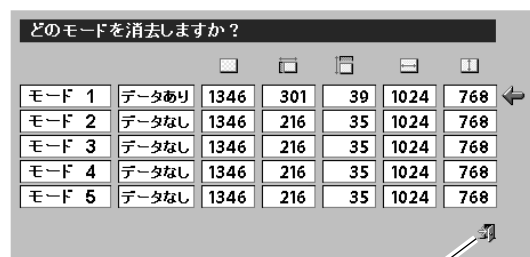 どのモードを消去しますか？
モード 1 データあり 1346 301 39 1024 768
モード 2 データなし 1346 216 35 1024 768
モード 3 データなし 1346 216 35 1024 768
モード 4 データなし 1346 216 35 1024 768
モード 5 データなし 1346 216 35 1024 768